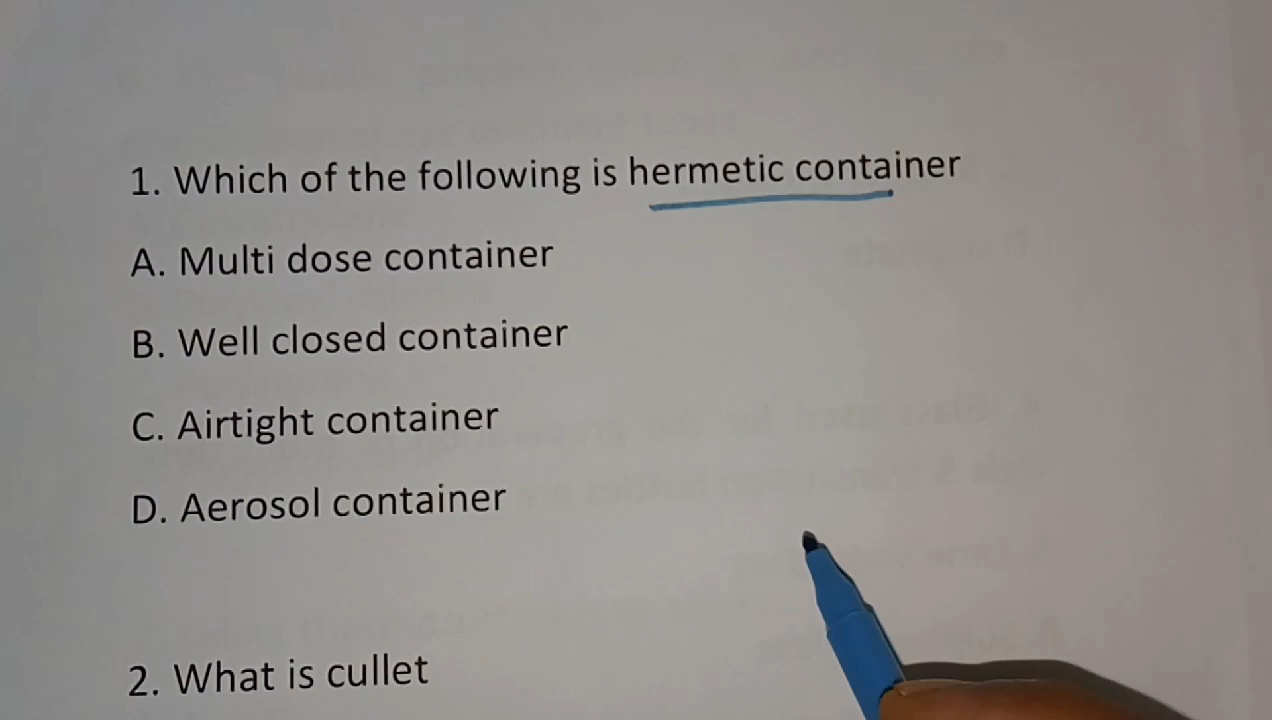 1. Which of the following is hermetic container
A. Multi dose container
B. Well closed container
C. Airtight container
D. Aerosol container
2. What is cullet